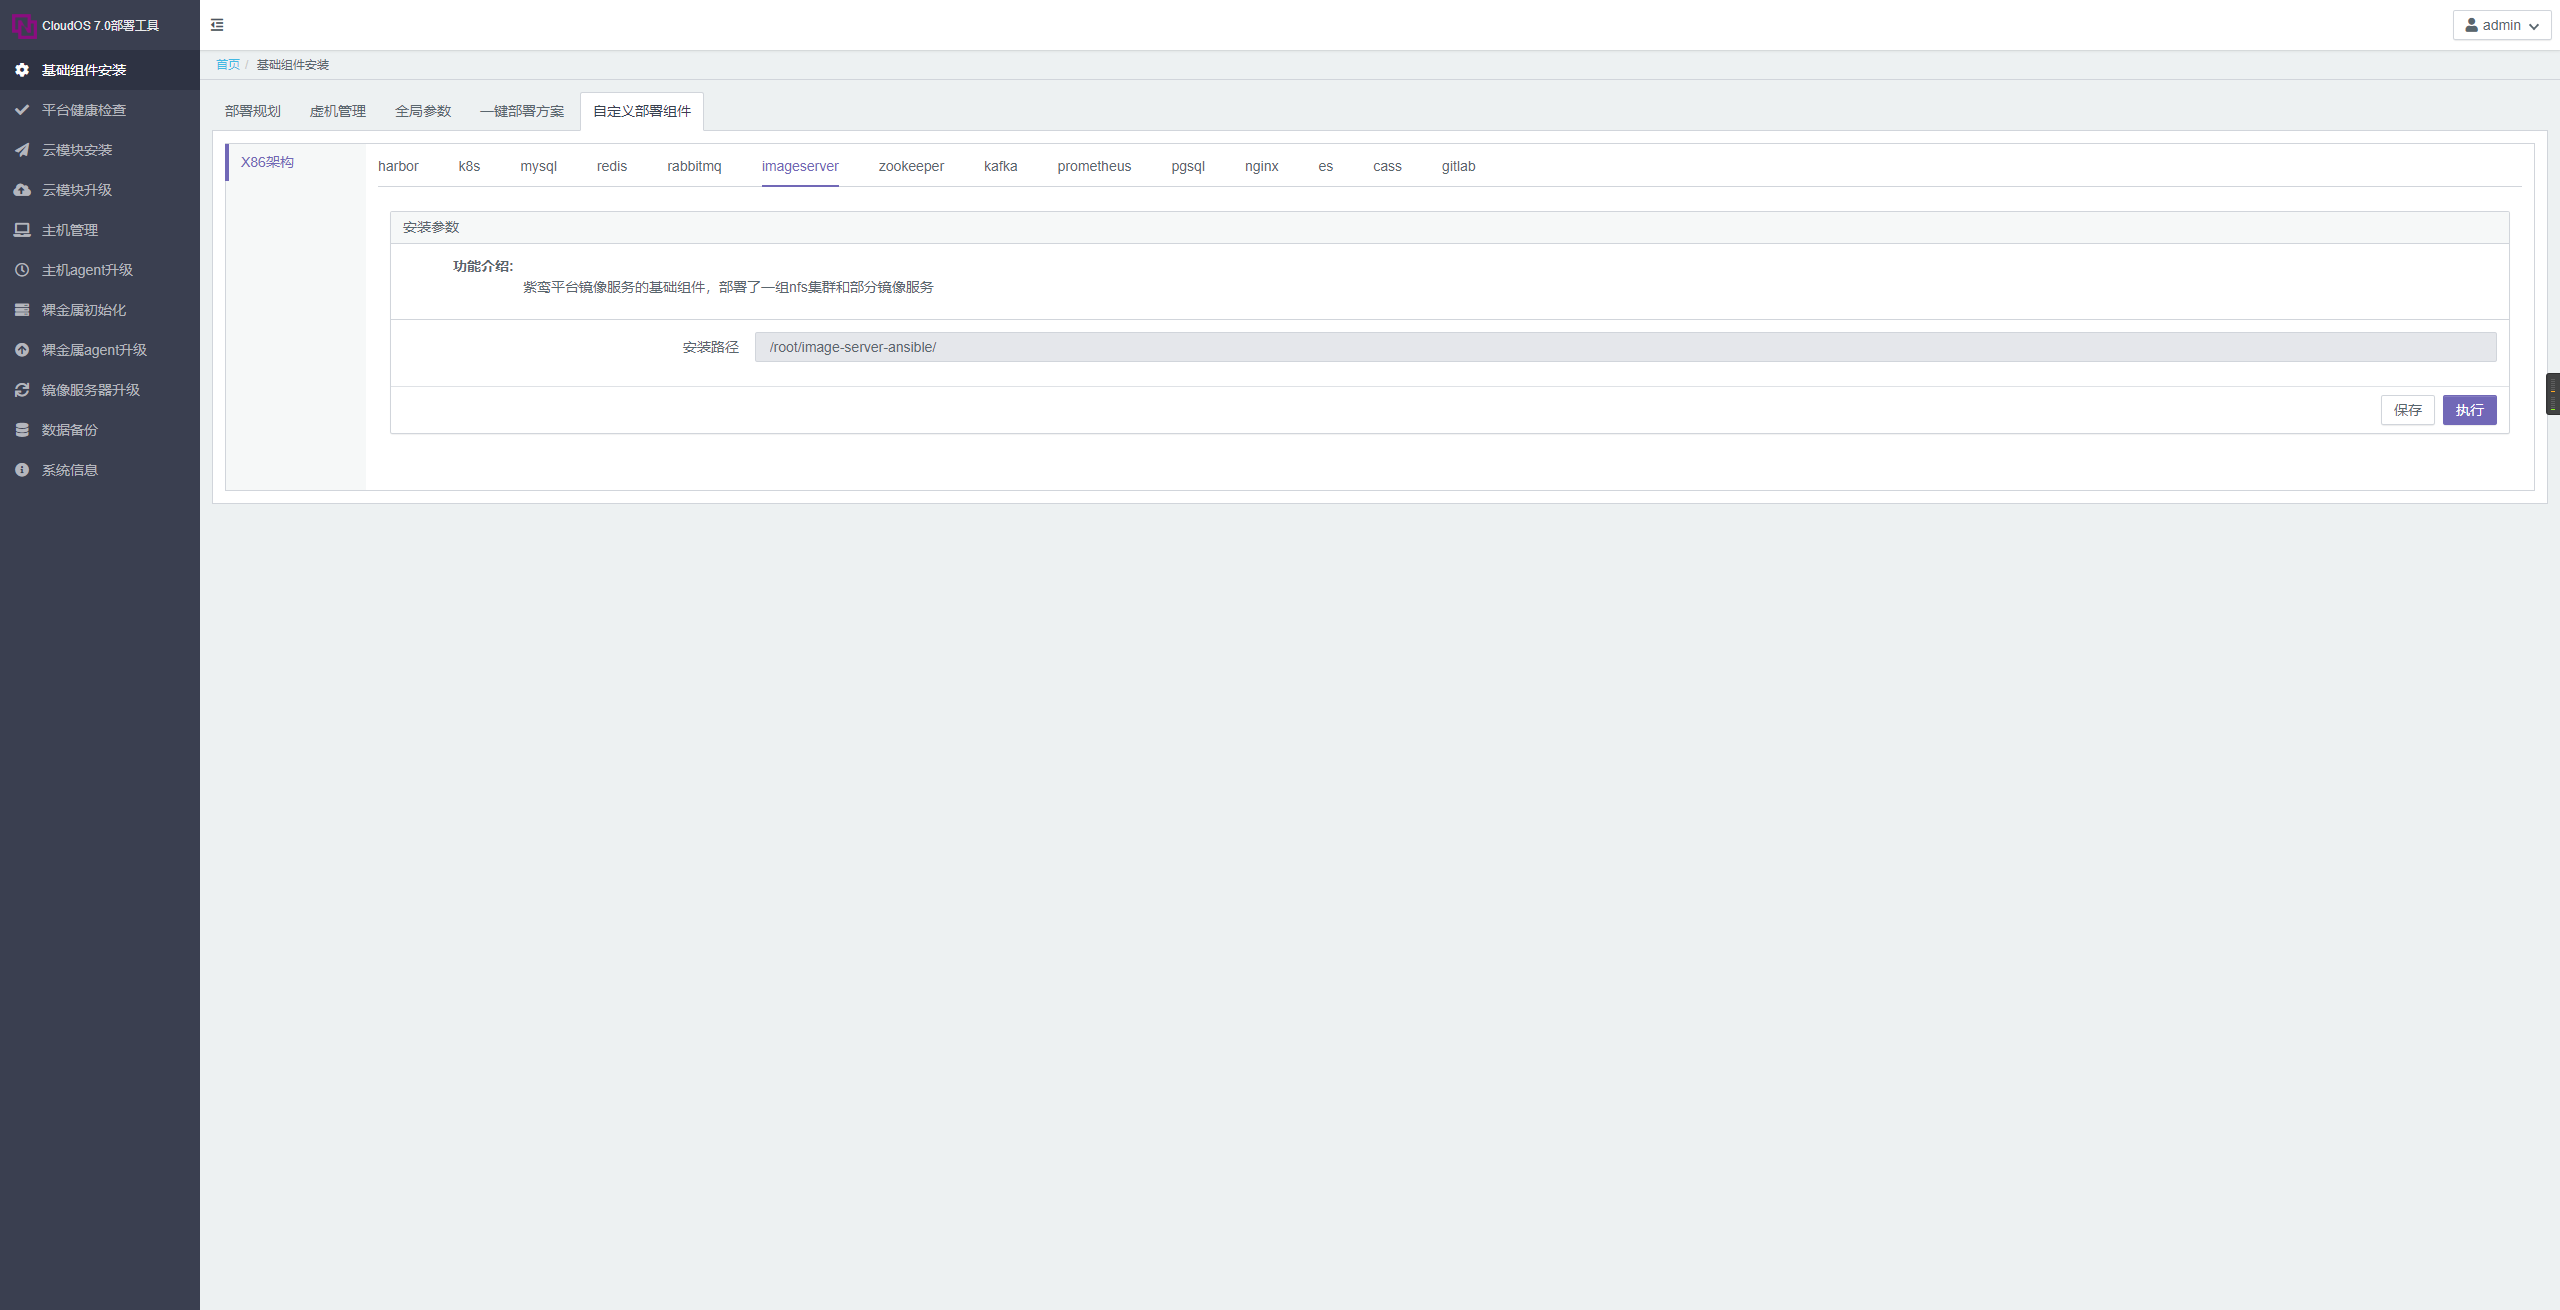 CloudOS 7.0部署工具
admin
基础组件安装
平台健康检查
云模块安装
云模块升级
主机管理
主机agent升级
裸金属初始化
裸金属agent升级
镜像服务器升级
数据备份
系统信息
首页 / 基础组件安装
部署规划 虚机管理 全局参数 一键部署方案 自定义部署组件
X86架构
harbor k8s mysql redis rabbitmq imageserver zookeeper kafka prometheus pgsql nginx es cass gitlab
安装参数
功能介绍:
紫鸾平台镜像服务的基础组件，部署了一组nfs集群和部分镜像服务
安装路径 /root/image-server-ansible/
保存 执行